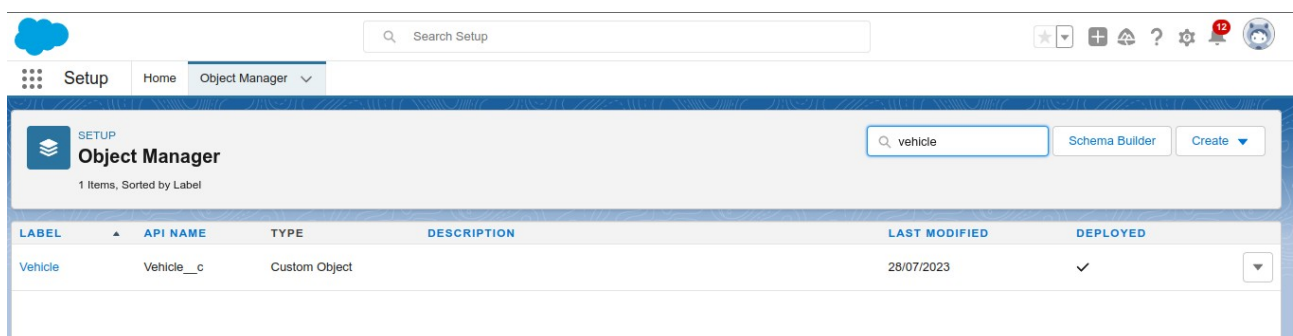 Search Setup
12
Setup Home Object Manager
SETUP
Object Manager
1 Items, Sorted by Label
vehicle
Schema Builder
Create
LABEL API NAME TYPE DESCRIPTION LAST MODIFIED DEPLOYED
Vehicle Vehicle__c Custom Object 28/07/2023